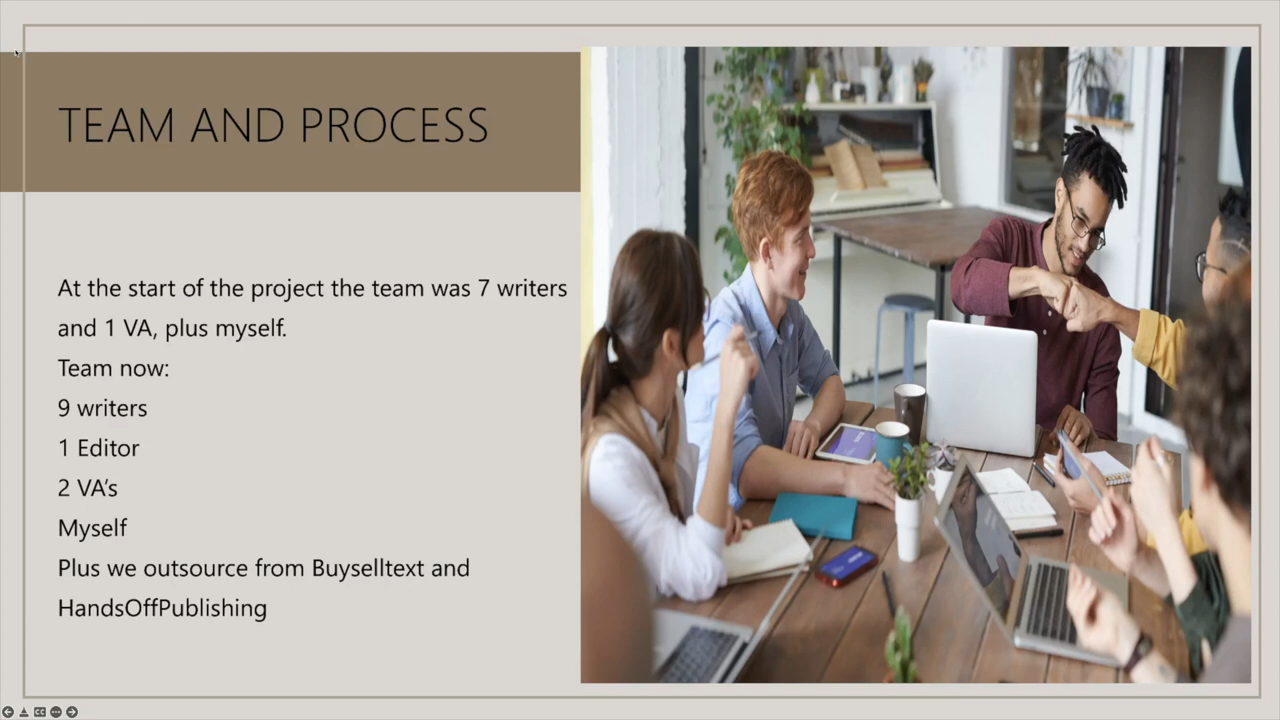 TEAM AND PROCESS
At the start of the project the team was 7 writers
and 1 VA, plus myself.
Team now:
9 writers
1 Editor
2 VA's
Myself
Plus we outsource from Buyselltext and
HandsOffPublishing